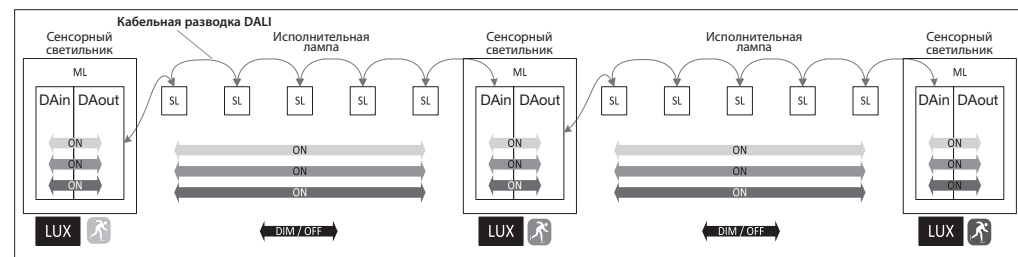 Кабельная разводка DALI
Сенсорный светильник
Исполнительная лампа
Сенсорный светильник
Исполнительная лампа
Сенсорный светильник
ML
ML
ML
DAin DAout
SL SL SL SL SL
DAin DAout
SL SL SL SL SL
DAin DAout
ON ON ON ON ON
ON ON ON ON ON
ON ON ON ON ON
LUX DIM / OFF LUX DIM / OFF LUX